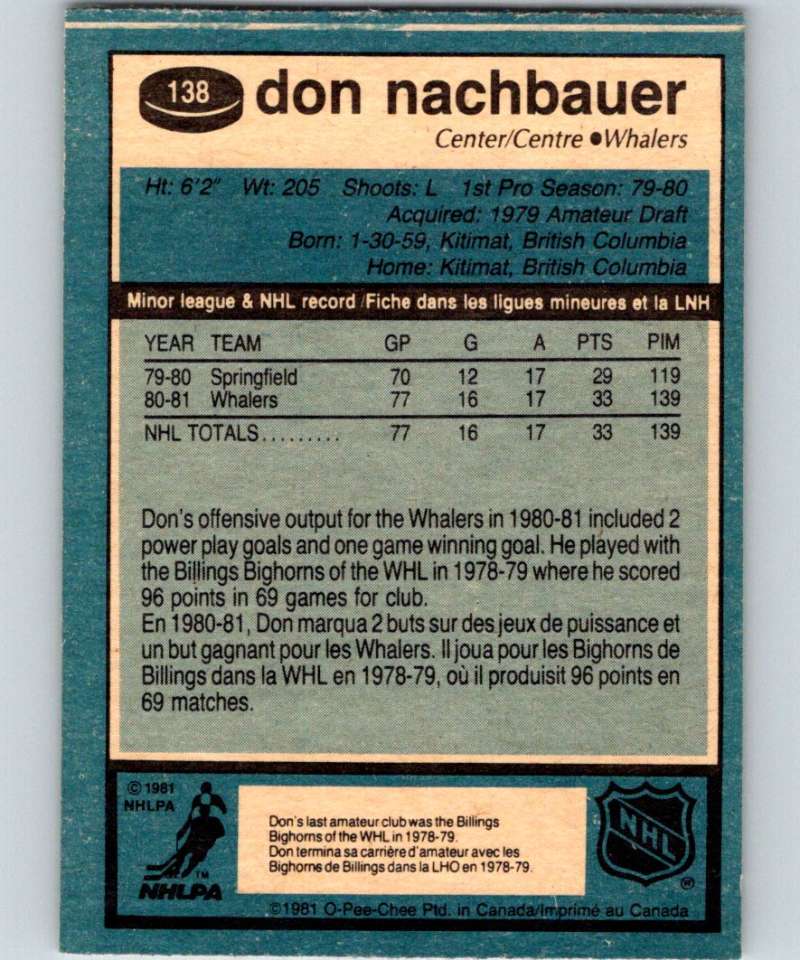 138
don nachbauer
Center/Centre ●Whalers
Ht: 6'2" Wt: 205 Shoots: L 1st Pro Season: 79-80
Acquired: 1979 Amateur Draft
Born: 1-30-59, Kitimat, British Columbia
Home: Kitimat, British Columbia
Minor league & NHL record /Fiche dans les ligues mineures et la LNH
YEAR TEAM GP G A PTS PIM
79-80 Springfield 70 12 17 29 119
80-81 Whalers 77 16 17 33 139
NHL TOTALS......... 77 16 17 33 139
Don's offensive output for the Whalers in 1980-81 included 2
power play goals and one game winning goal. He played with
the Billings Bighorns of the WHL in 1978-79 where he scored
96 points in 69 games for club.
En 1980-81, Don marqua 2 buts sur des jeux de puissance et
un but gagnant pour les Whalers. Il joua pour les Bighorns de
Billings dans la WHL en 1978-79, où il produisit 96 points en
69 matches.
©1981
NHLPA
TM
NHLPA
Don's last amateur club was the Billings
Bighorns of the WHL in 1978-79.
Don termina sa carrière d'amateur avec les
Bighorns de Billings dans la LHO en 1978-79.
NHL
®
©1981 O-Pee-Chee Ptd. in Canada/Imprimé au Canada